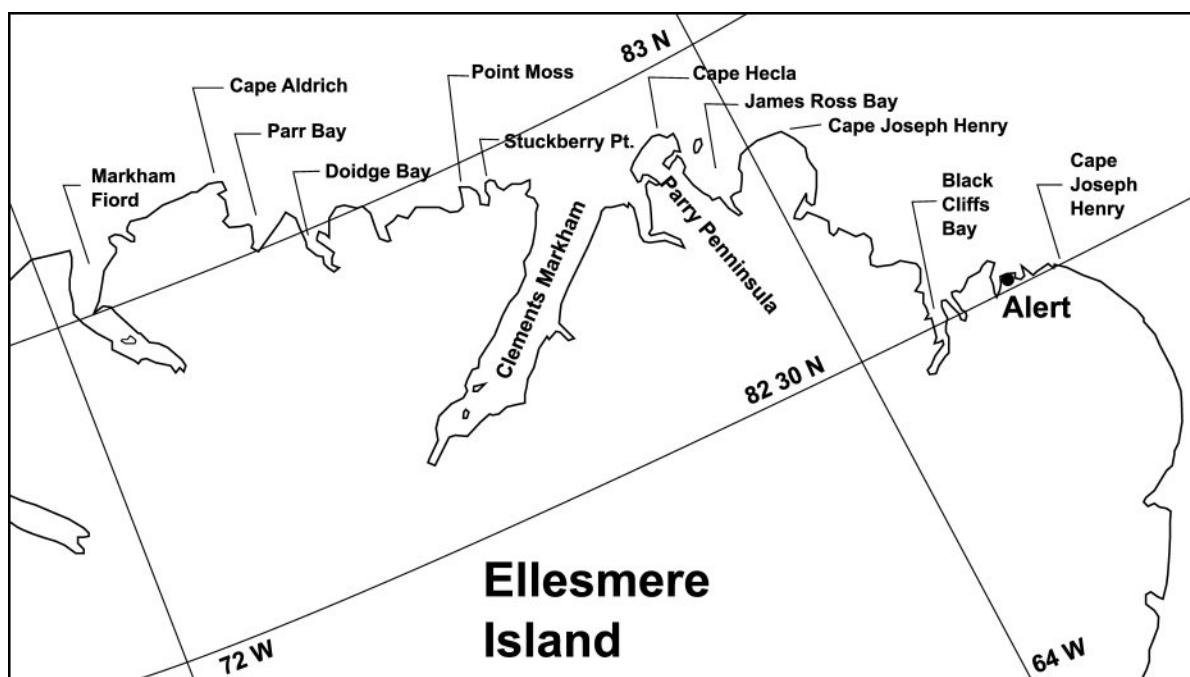 83 N
Point Moss
Cape Hecla
Cape Aldrich
James Ross Bay
Parr Bay
Cape Joseph Henry
Stuckberry Pt.
Doidge Bay
Markham
Fiord
Cape
Joseph
Henry
Black
Cliffs
Bay
Parry Penninsula
Clements Markham
Alert
82 30 N
Ellesmere
Island
72 W
64 W